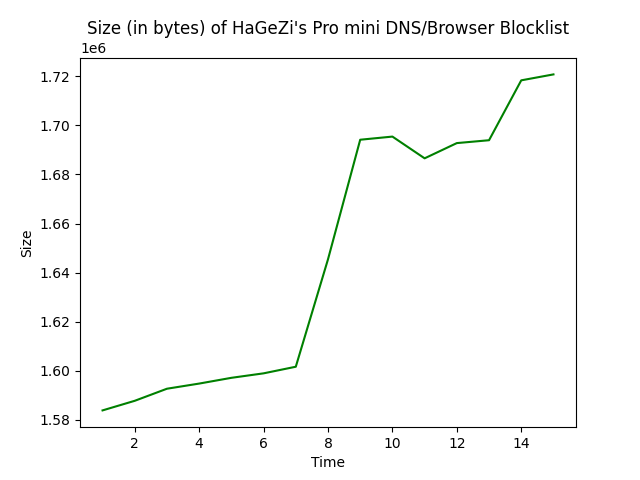 Size (in bytes) of HaGeZi's Pro mini DNS/Browser Blocklist
1e6
1.72
1.70
1.68
1.66
1.64
1.62
1.60
1.58
Size
2 4 6 8 10 12 14
Time